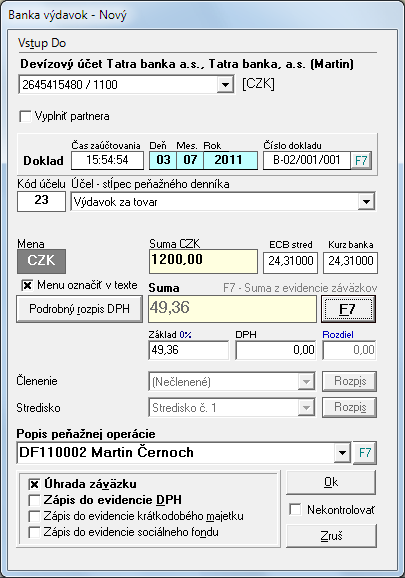 Banka výdavok - Nový
Vstup Do
Devízový účet Tatra banka a.s., Tatra banka, a.s. (Martin)
2645415480 / 1100 [CZK]
Vyplniť partnera
Čas zaúčtovania Deň Mes. Rok Číslo dokladu
Doklad 15:54:54 03 07 2011 B-02/001/001 F7
Kód účelu Účel - stĺpec peňažného denníka
23 Výdavok za tovar
Mena Suma CZK ECB stred Kurz banka
CZK 1200,00 24,31000 24,31000
Menu označiť v texte Suma F7 - Suma z evidencie záväzkov
Podrobný rozpis DPH 49,36 F7
Základ 0% DPH Rozdiel
49,36 0,00 0,00
Členenie (Nečlenené) Rozpis
Stredisko Stredisko č. 1 Rozpis
Popis peňažnej operácie
DF110002 Martin Černoch F7
Úhrada záväzku
Zápis do evidencie DPH
Zápis do evidencie krátkodobého majetku
Zápis do evidencie sociálneho fondu
Ok
Nekontrolovať
Zruš